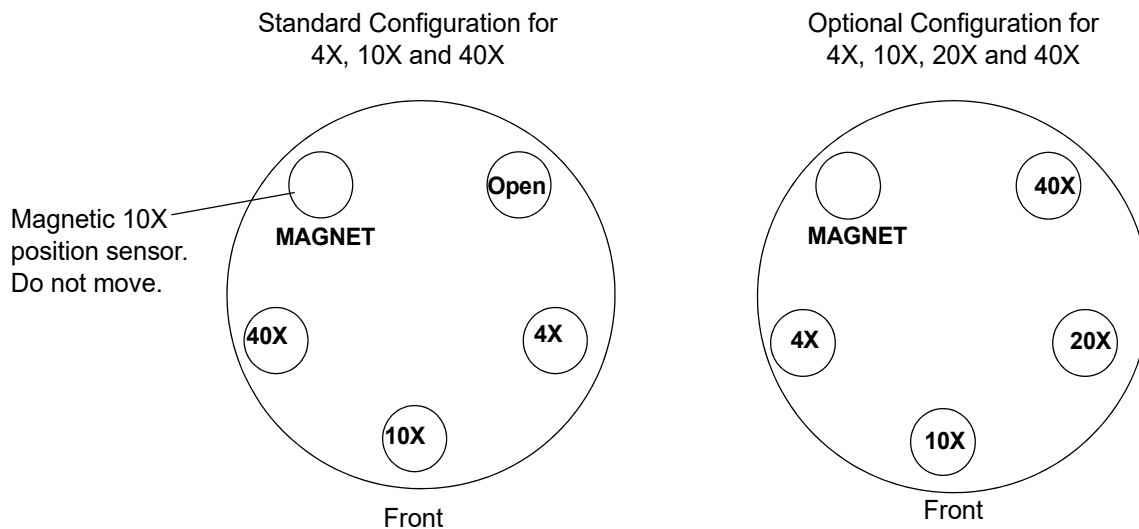 Standard Configuration for
4X, 10X and 40X
Open
Magnetic 10X
position sensor.
Do not move.
MAGNET
40X
4X
10X
Front
Optional Configuration for
4X, 10X, 20X and 40X
40X
MAGNET
4X
20X
10X
Front